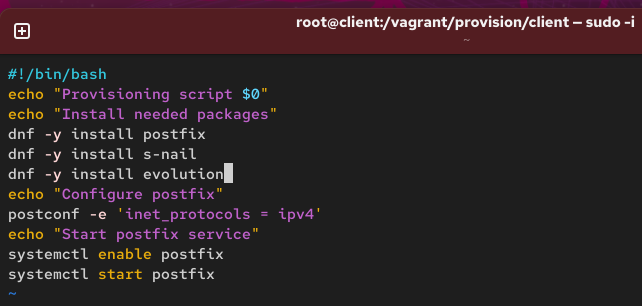 root@client:/vagrant/provision/client — sudo -i
~
#!/bin/bash
echo "Provisioning script $0"
echo "Install needed packages"
dnf -y install postfix
dnf -y install s-nail
dnf -y install evolution
echo "Configure postfix"
postconf -e 'inet_protocols = ipv4'
echo "Start postfix service"
systemctl enable postfix
systemctl start postfix
~